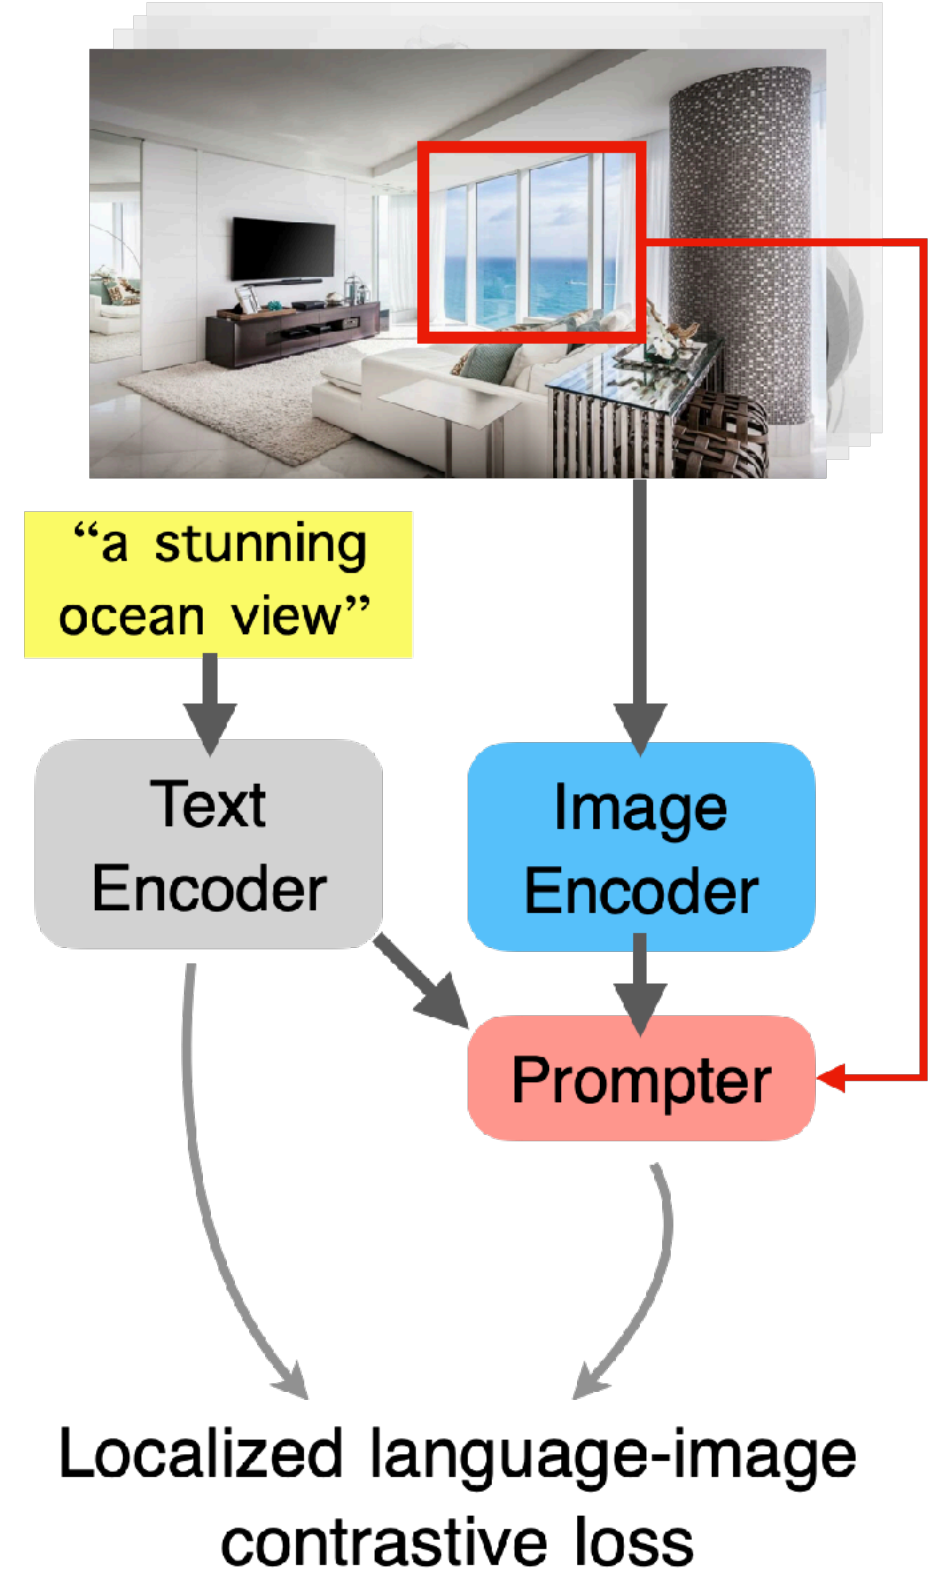 “a stunning
ocean view”
Text
Encoder
Image
Encoder
Prompter
Localized language-image
contrastive loss